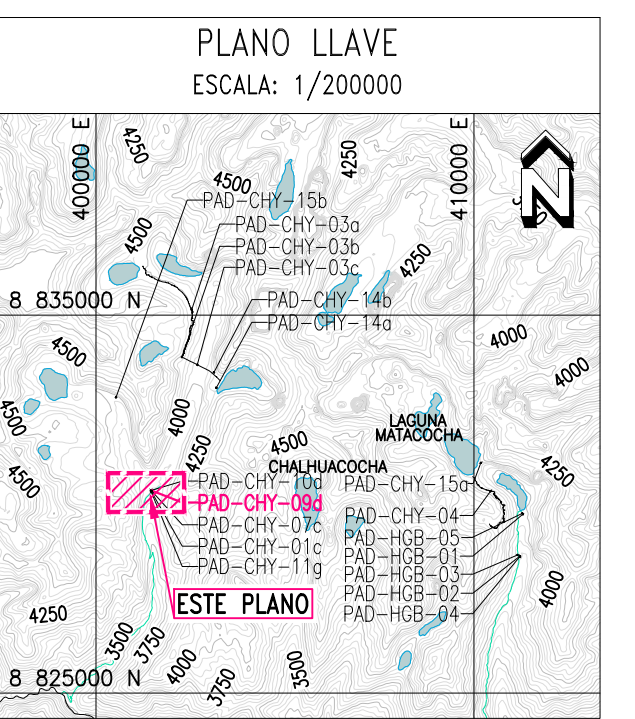 PLANO LLAVE
ESCALA: 1/200000
400000 E
4250
4500
4250
410000 E
N
PAD-CHY-15b
PAD-CHY-03a
4500
PAD-CHY-03b
PAD-CHY-03c
4250
8 835000 N
PAD-CHY-14b
PAD-CHY-14a
4000
4500
4000
4500
4000
LAGUNA
MATACOCHA
4250
4500
CHALHUACOCHA
4250
4500
PAD-CHY-10d
PAD-CHY-15a
PAD-CHY-09d
PAD-CHY-04
PAD-CHY-07c
PAD-HGB-05
PAD-CHY-01c
PAD-HGB-01
PAD-CHY-11g
PAD-HGB-03
PAD-HGB-02
4000
ESTE PLANO
PAD-HGB-04
4250
3500
3750
4000
3750
3500
8 825000 N